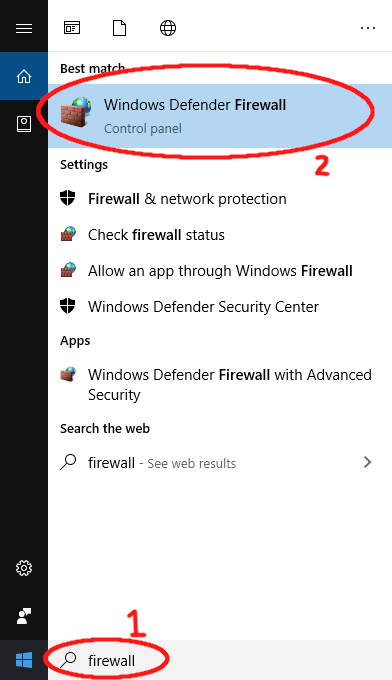 Best match
Windows Defender Firewall
Control panel
2
Settings
Firewall & network protection
Check firewall status
Allow an app through Windows Firewall
Windows Defender Security Center
Apps
Windows Defender Firewall with Advanced
Security
Search the web
firewall - See web results
1
firewall